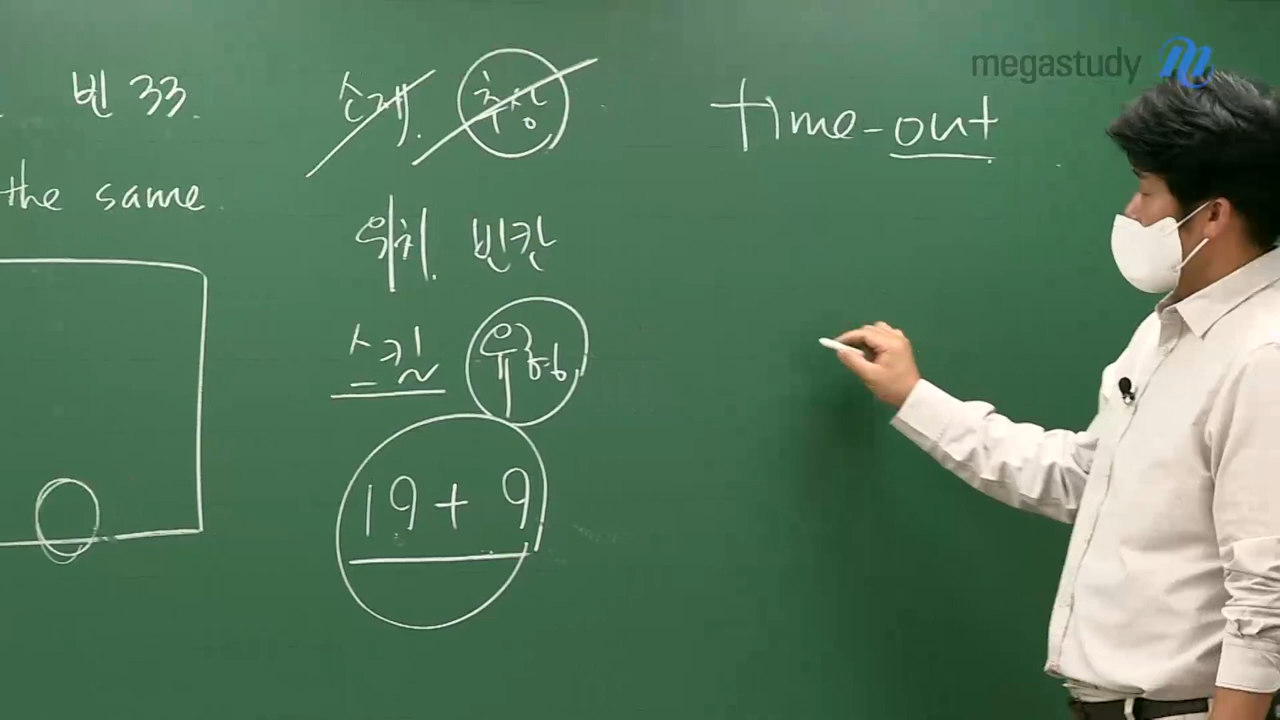 빈 33.
the same.
소재. 추상
위치. 빈칸
스킬 유형
19 + 9
time-out
megastudy